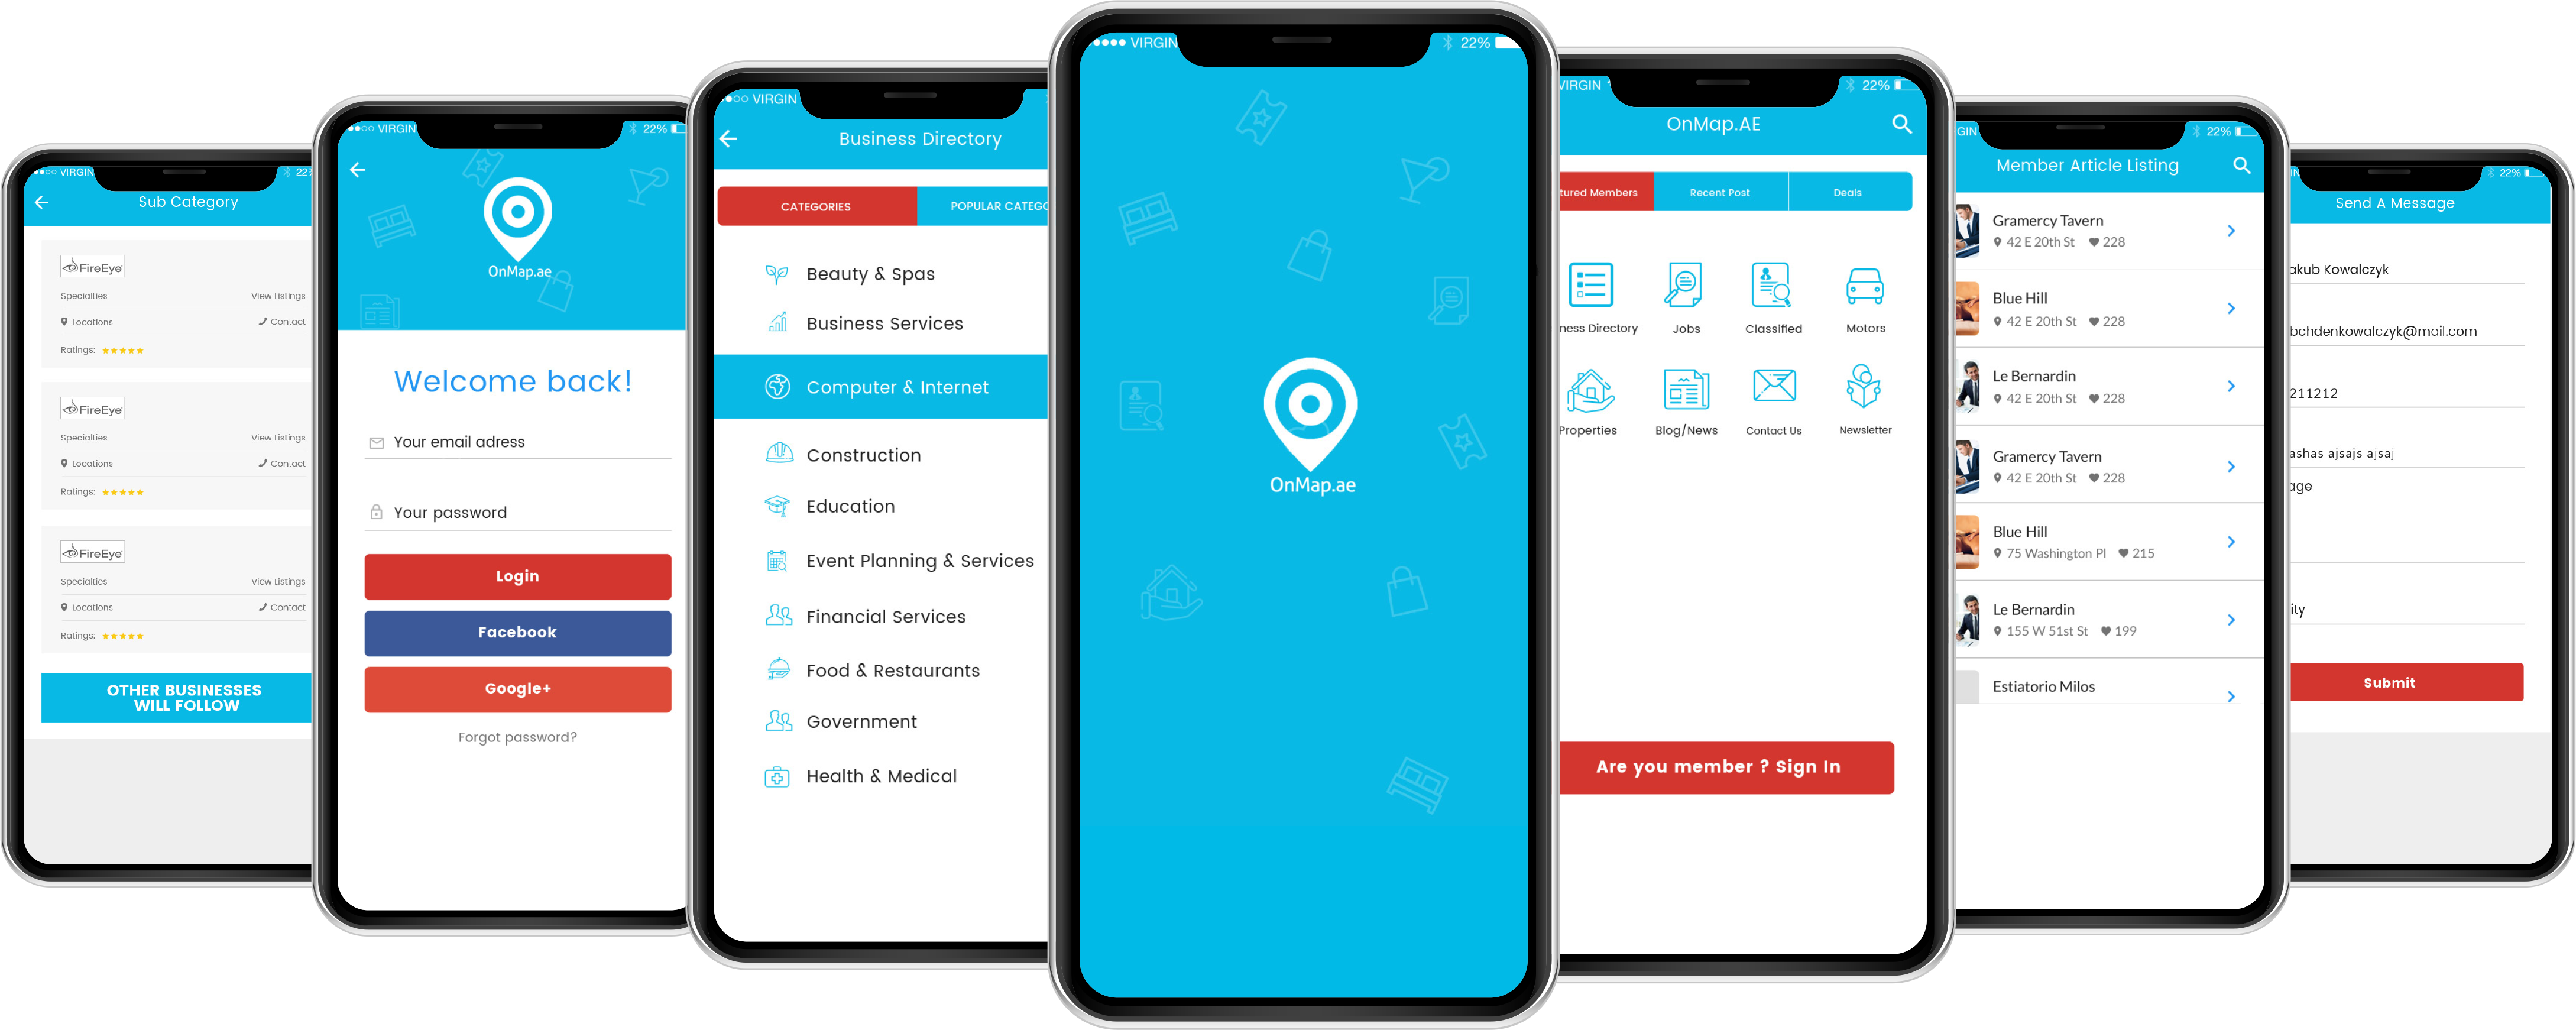 VIRGIN
Sub Category
FireEye
Specialties View Listings
Locations Contact
Ratings:
FireEye
Specialties View Listings
Locations Contact
Ratings:
FireEye
Specialties View Listings
Locations Contact
Ratings:
OTHER BUSINESSES
WILL FOLLOW
VIRGIN 22%
OnMap.ae
Welcome back!
Your email adress
Your password
Login
Facebook
Google+
Forgot password?
VIRGIN
Business Directory
CATEGORIES POPULAR CATEGO
Beauty & Spas
Business Services
Computer & Internet
Construction
Education
Event Planning & Services
Financial Services
Food & Restaurants
Government
Health & Medical
VIRGIN 22%
OnMap.ae
VIRGIN 22%
OnMap.AE
tured Members Recent Post Deals
ness Directory Jobs Classified Motors
Properties Blog/News Contact Us Newsletter
Are you member ? Sign In
GIN 22%
Member Article Listing
Gramercy Tavern
42 E 20th St 228
Blue Hill
42 E 20th St 228
Le Bernardin
42 E 20th St 228
Gramercy Tavern
42 E 20th St 228
Blue Hill
75 Washington Pl 215
Le Bernardin
155 W 51st St 199
Estiatorio Milos
22%
Send A Message
akub Kowalczyk
bchdenkowalczyk@mail.com
211212
ashas ajsajs ajsaj
age
ity
Submit